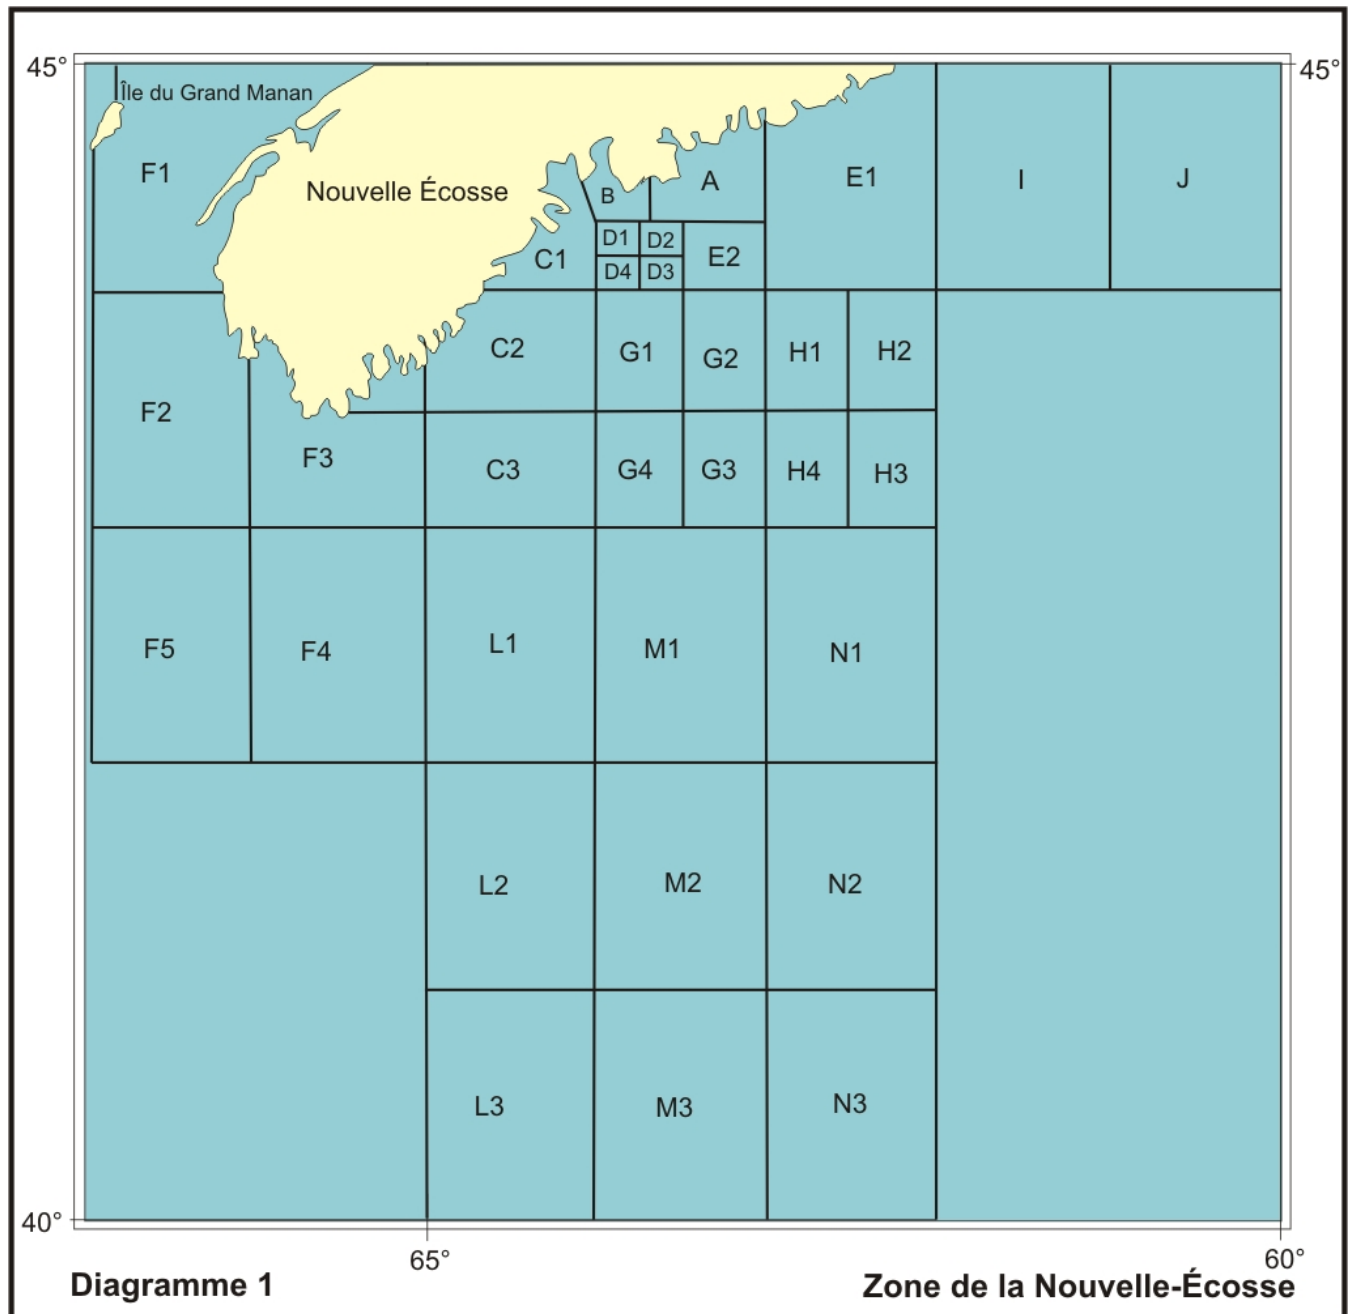 45°
45°
Île du Grand Manan
F1
Nouvelle Écosse
B
A
E1
I
J
C1
D1
D2
E2
D4
D3
C2
G1
G2
H1
H2
F2
F3
C3
G4
G3
H4
H3
F5
F4
L1
M1
N1
L2
M2
N2
L3
M3
N3
40°
65°
60°
Diagramme 1
Zone de la Nouvelle-Écosse